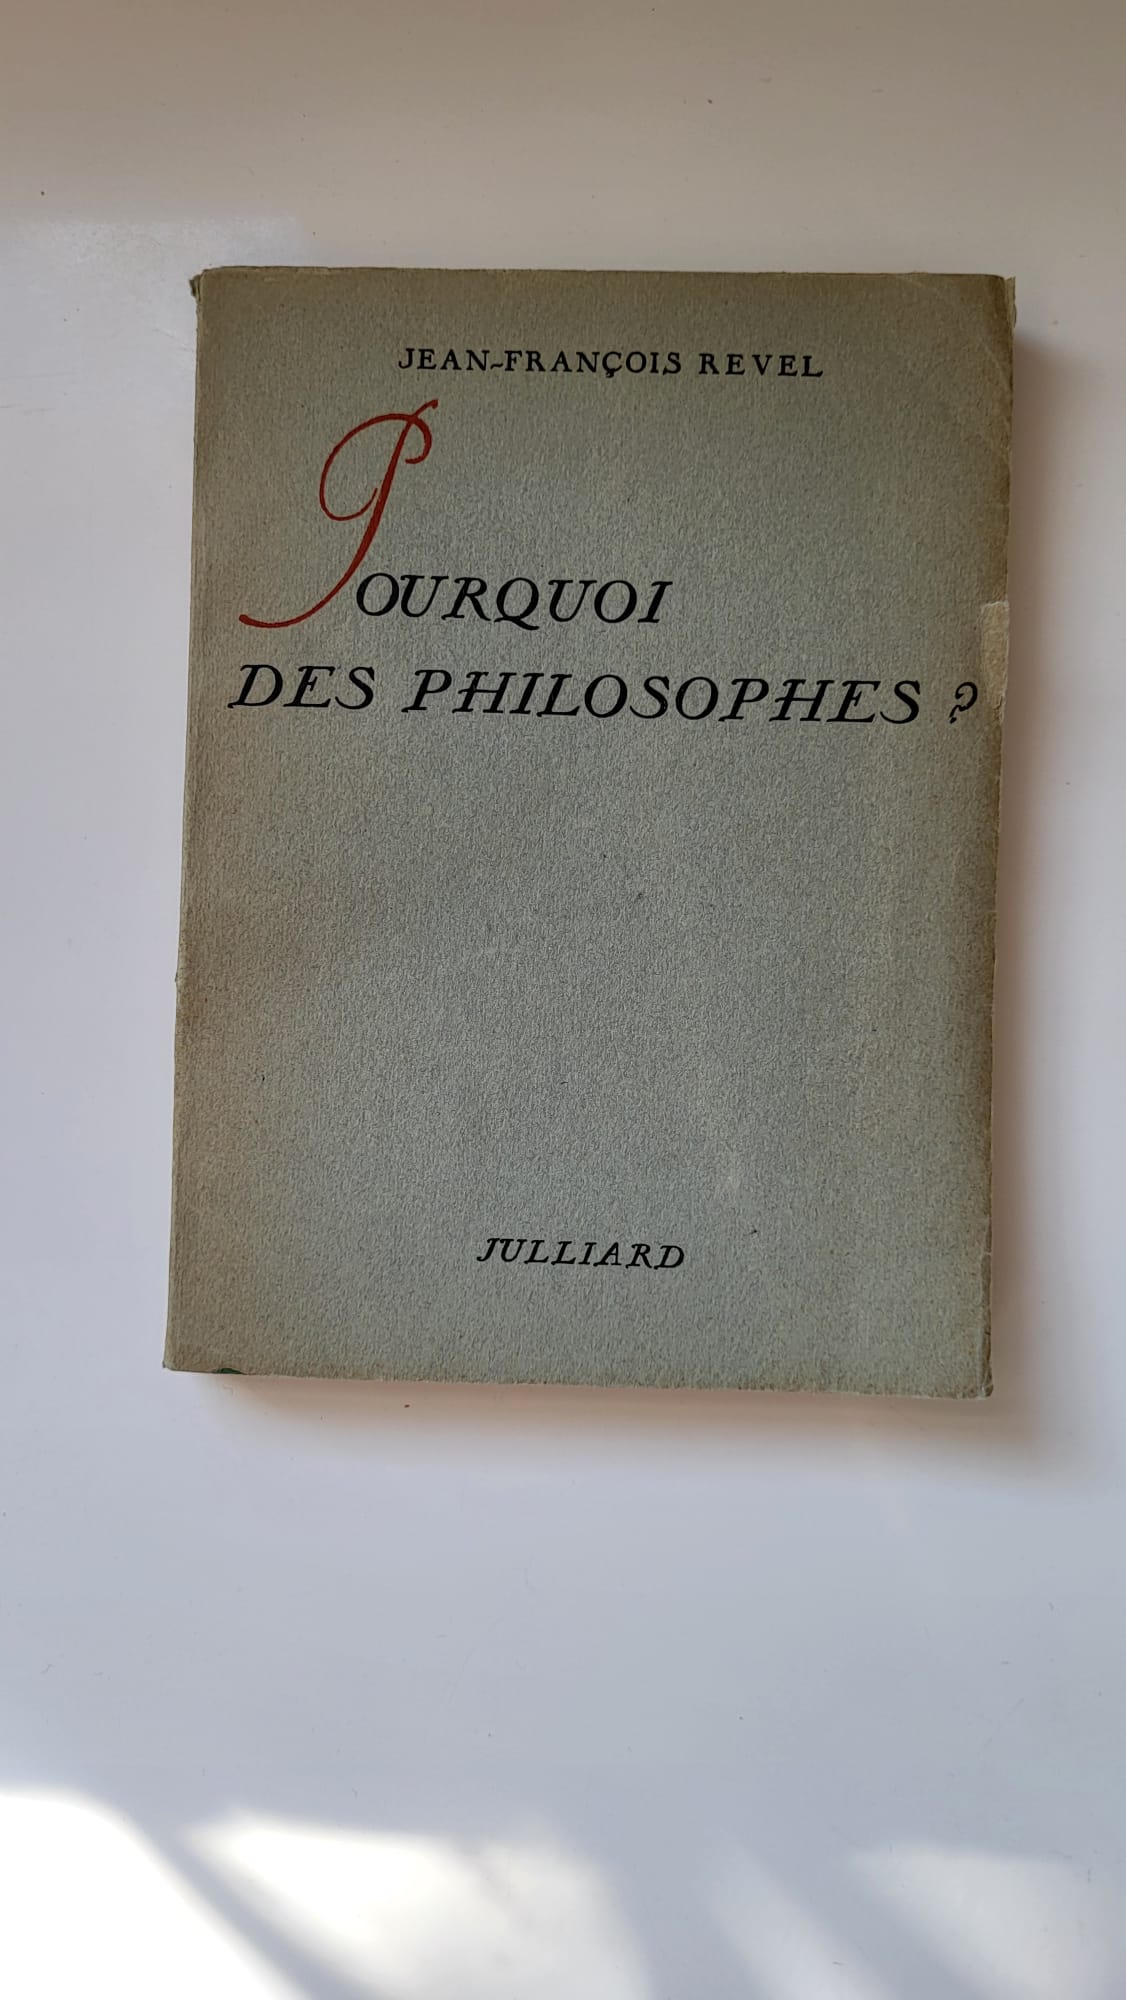 JEAN-FRANÇOIS REVEL
POURQUOI
DES PHILOSOPHES ?
JULLIARD